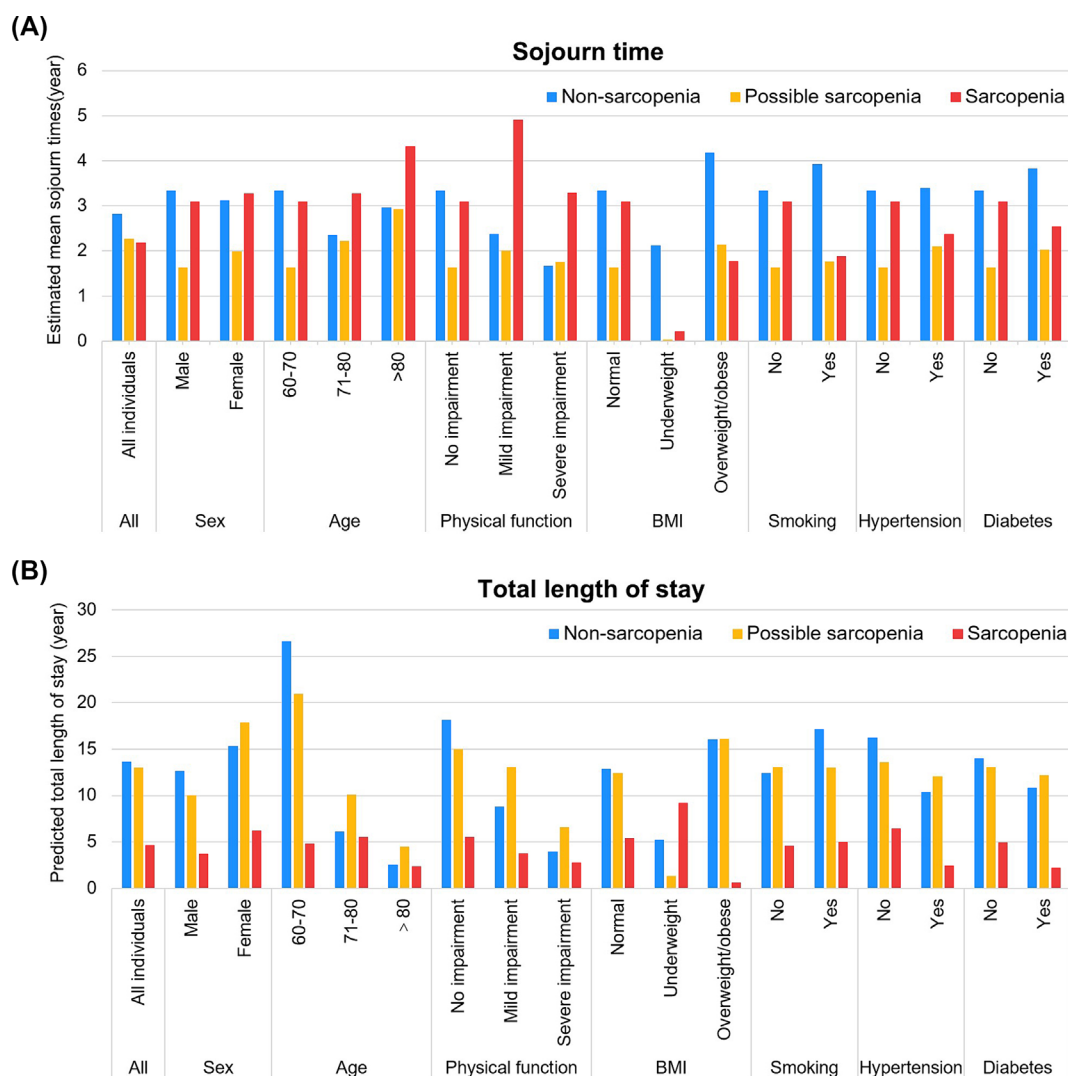 (A)
Sojourn time
Estimated mean sojourn times(year)
Non-sarcopenia Possible sarcopenia Sarcopenia
6
5
4
3
2
1
0
All individuals Male Female 60-70 71-80 >80 No impairment Mild impairment Severe impairment Normal Underweight Overweight/obese No Yes No Yes No Yes
All Sex Age Physical function BMI Smoking Hypertension Diabetes
(B)
Total length of stay
Predicted total length of stay (year)
Non-sarcopenia Possible sarcopenia Sarcopenia
30
25
20
15
10
5
0
All individuals Male Female 60-70 71-80 > 80 No impairment Mild impairment Severe impairment Normal Underweight Overweight/obese No Yes No Yes No Yes
All Sex Age Physical function BMI Smoking Hypertension Diabetes